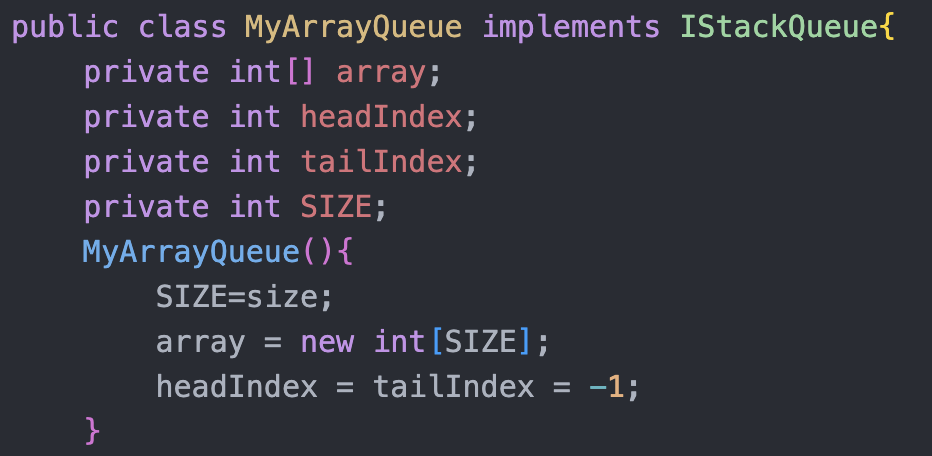 public class MyArrayQueue implements IStackQueue{
    private int[] array;
    private int headIndex;
    private int tailIndex;
    private int SIZE;
    MyArrayQueue(){
        SIZE=size;
        array = new int[SIZE];
        headIndex = tailIndex = -1;
    }